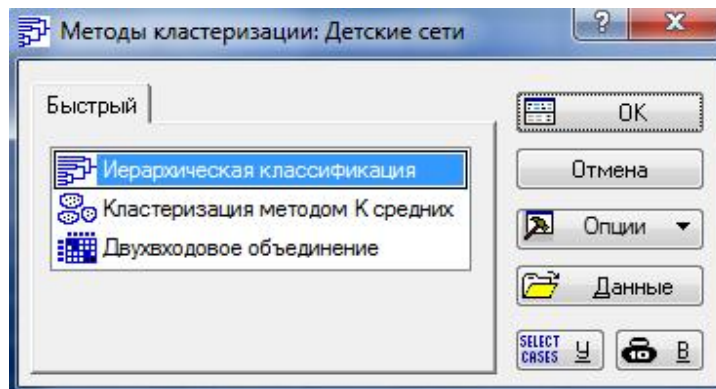 Методы кластеризации: Детские сети
Быстрый
Иерархическая классификация
Кластеризация методом К средних
Двухвходовое объединение
OK
Отмена
Опции
Данные
SELECT CASES У
В